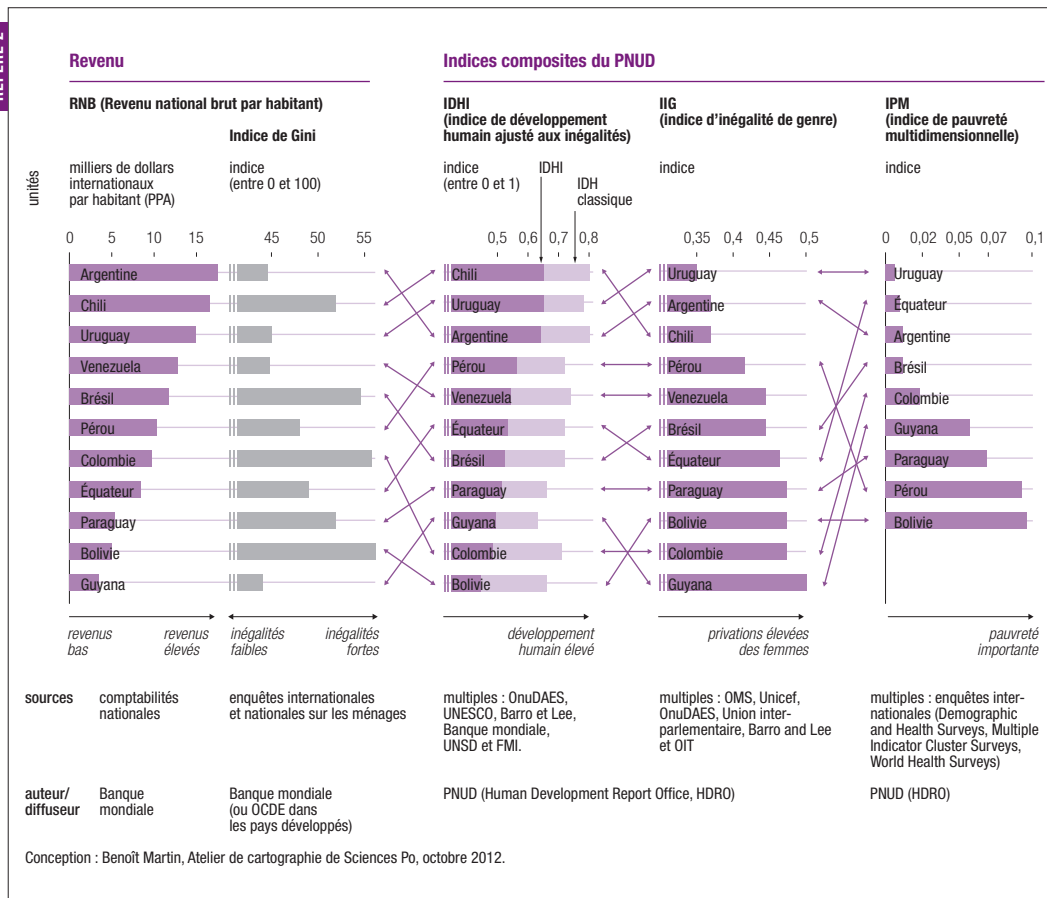 REPÈRE 2
Revenu
Indices composites du PNUD
RNB (Revenu national brut par habitant)
Indice de Gini
IDHI
(indice de développement
humain ajusté aux inégalités)
IIG
(indice d'inégalité de genre)
IPM
(indice de pauvreté
multidimensionnelle)
unités
milliers de dollars
internationaux
par habitant (PPA)
indice
(entre 0 et 100)
indice
(entre 0 et 1)
IDHI
IDH
classique
indice
indice
0 5 10 15
45 50 55
0,5 0,6 0,7 0,8
0,35 0,4 0,45 0,5
0 0,02 0,05 0,07 0,1
Argentine
Chili
Uruguay
Venezuela
Brésil
Pérou
Colombie
Équateur
Paraguay
Bolivie
Guyana
Chili
Uruguay
Argentine
Pérou
Venezuela
Équateur
Brésil
Paraguay
Guyana
Colombie
Bolivie
Uruguay
Argentine
Chili
Pérou
Venezuela
Brésil
Équateur
Paraguay
Bolivie
Colombie
Guyana
Uruguay
Équateur
Argentine
Brésil
Colombie
Guyana
Paraguay
Pérou
Bolivie
revenus
bas
revenus
élevés
inégalités
faibles
inégalités
fortes
développement
humain élevé
privations élevées
des femmes
pauvreté
importante
sources
comptabilités
nationales
enquêtes internationales
et nationales sur les ménages
multiples : OnuDAES,
UNESCO, Barro et Lee,
Banque mondiale,
UNSD et FMI.
multiples : OMS, Unicef,
OnuDAES, Union inter-
parlementaire, Barro and Lee
et OIT
multiples : enquêtes inter-
nationales (Demographic
and Health Surveys, Multiple
Indicator Cluster Surveys,
World Health Surveys)
auteur/
diffuseur
Banque
mondiale
Banque mondiale
(ou OCDE dans
les pays développés)
PNUD (Human Development Report Office, HDRO)
PNUD (HDRO)
Conception : Benoît Martin, Atelier de cartographie de Sciences Po, octobre 2012.